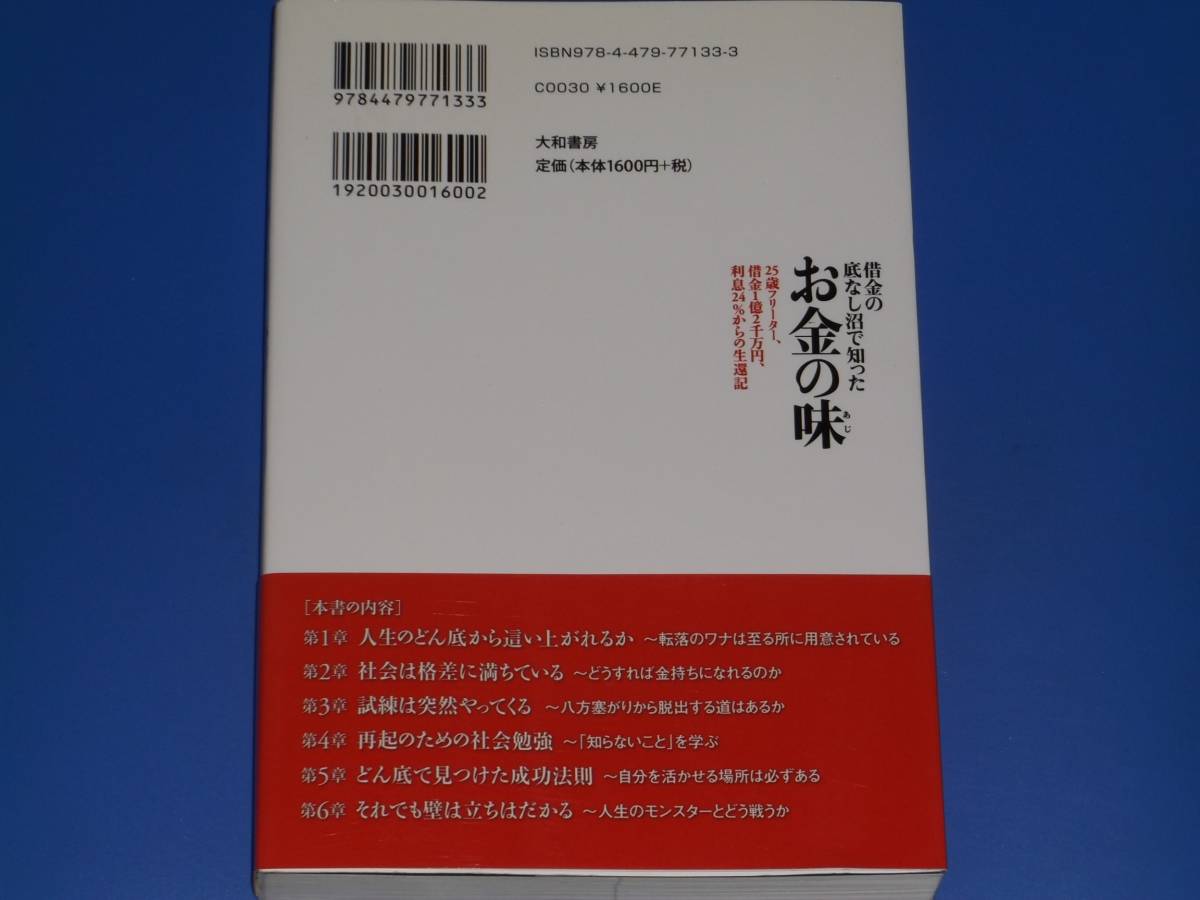 ISBN978-4-479-77133-3
C0030 ¥1600E
9784479771333
大和書房
定価(本体1600円+税)
1920030016002
借金の
底なし沼で知った
お金の味
あじ
25歳フリーター、
借金1億2千万円、
利息24%からの生還記
[本書の内容]
第1章 人生のどん底から這い上がれるか ～転落のワナは至る所に用意されている
第2章 社会は格差に満ちている ～どうすれば金持ちになれるのか
第3章 試練は突然やってくる ～八方塞がりから脱出する道はあるか
第4章 再起のための社会勉強 ～「知らないこと」を学ぶ
第5章 どん底で見つけた成功法則 ～自分を活かせる場所は必ずある
第6章 それでも壁は立ちはだかる ～人生のモンスターとどう戦うか